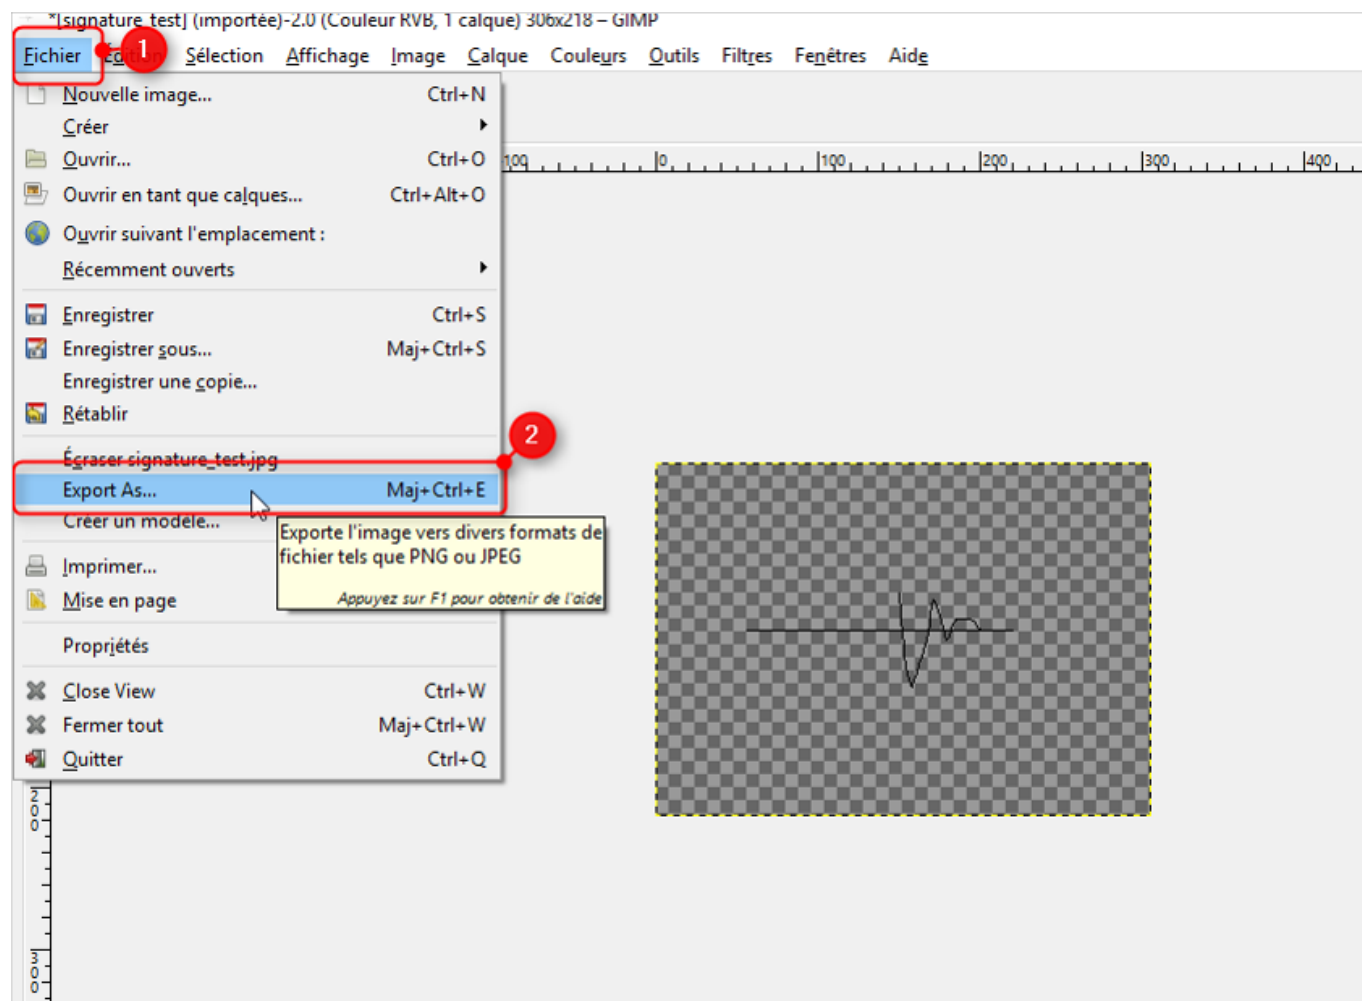 *[signature_test] (importée)-2.0 (Couleur RVB, 1 calque) 306x218 – GIMP
Fichier 1 Édition Sélection Affichage Image Calque Couleurs Outils Filtres Fenêtres Aide
Nouvelle image... Ctrl+N
Créer
Ouvrir... Ctrl+O
Ouvrir en tant que calques... Ctrl+Alt+O
Ouvrir suivant l'emplacement :
Récemment ouverts
Enregistrer Ctrl+S
Enregistrer sous... Maj+Ctrl+S
Enregistrer une copie...
Rétablir
2
Écraser signature_test.jpg
Export As... Maj+Ctrl+E
Créer un modèle...
Exporte l'image vers divers formats de
fichier tels que PNG ou JPEG
Appuyez sur F1 pour obtenir de l'aide
Imprimer...
Mise en page
Propriétés
Close View Ctrl+W
Fermer tout Maj+Ctrl+W
Quitter Ctrl+Q
100 0 100 200 300 400
200
300